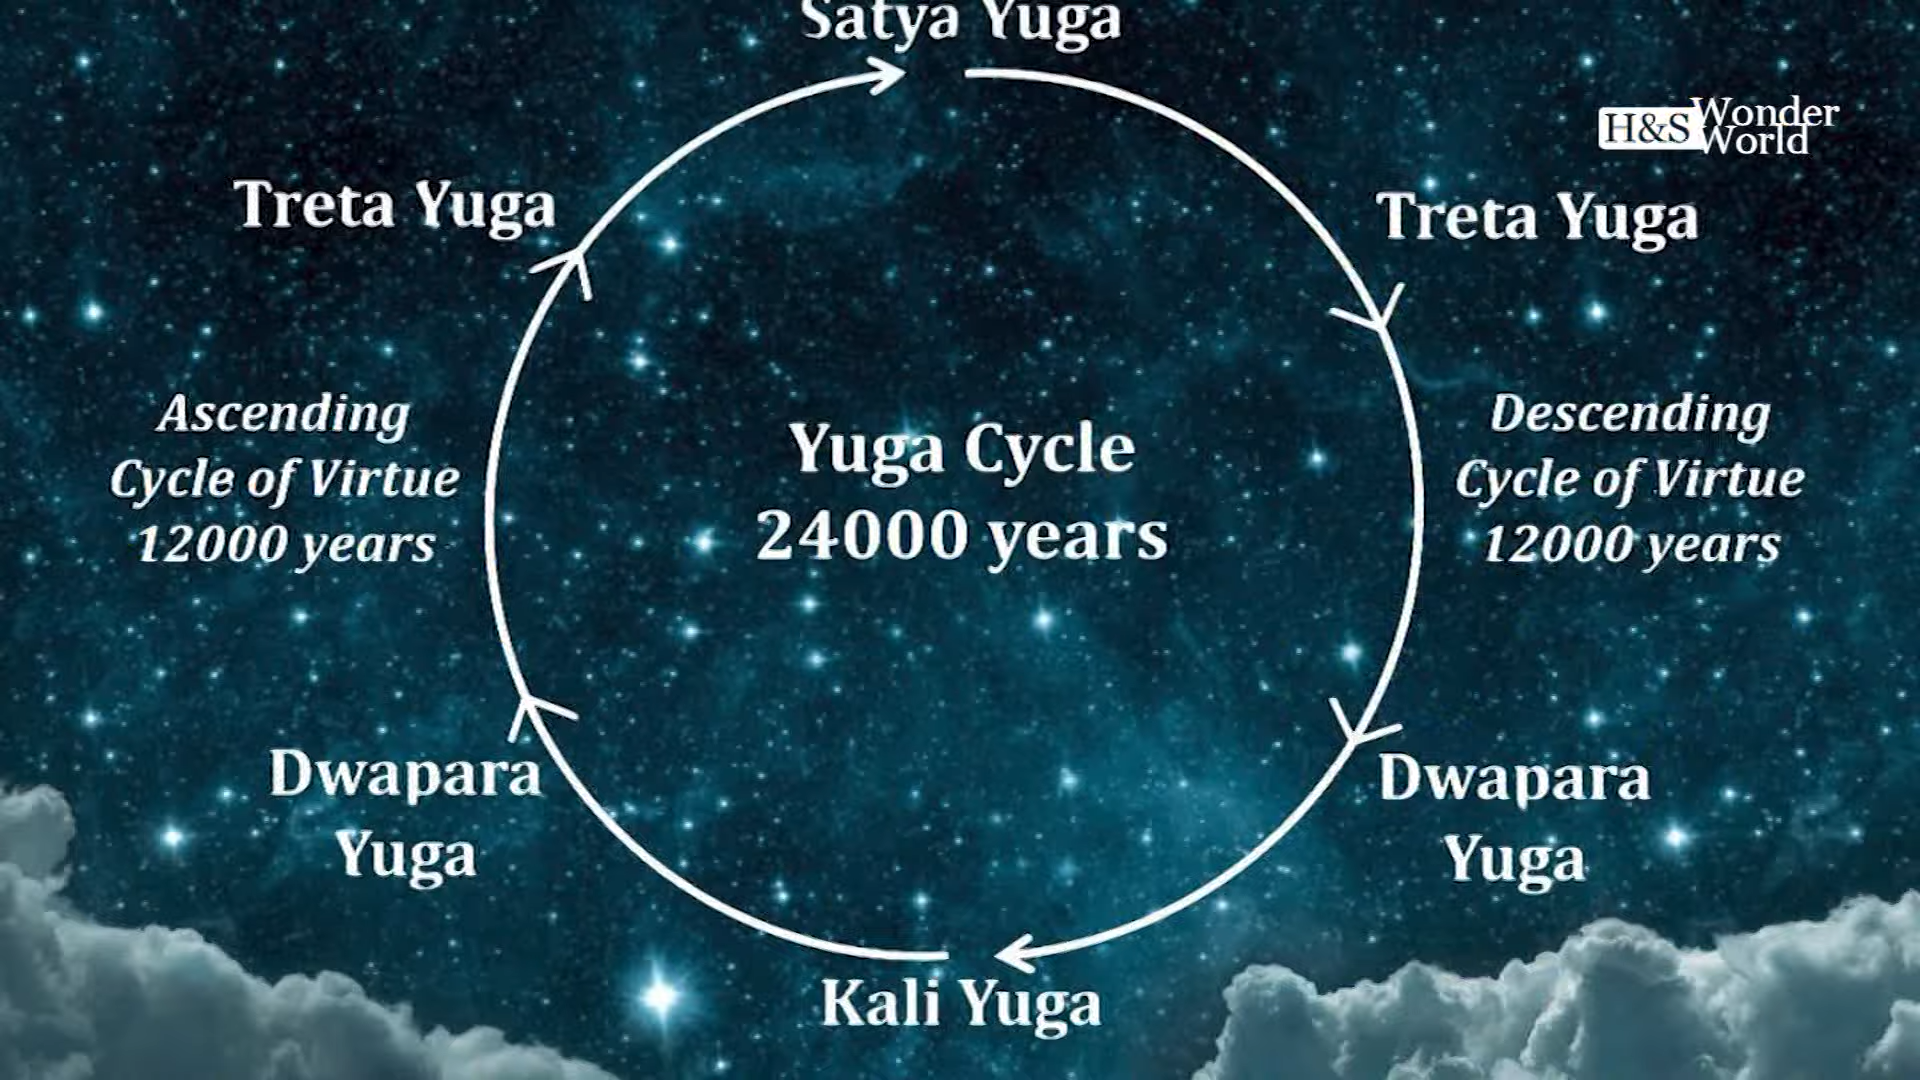 Satya Yuga
H&S Wonder World
Treta Yuga
Treta Yuga
Ascending
Cycle of Virtue
12000 years
Yuga Cycle
24000 years
Descending
Cycle of Virtue
12000 years
Dwapara
Yuga
Dwapara
Yuga
Kali Yuga